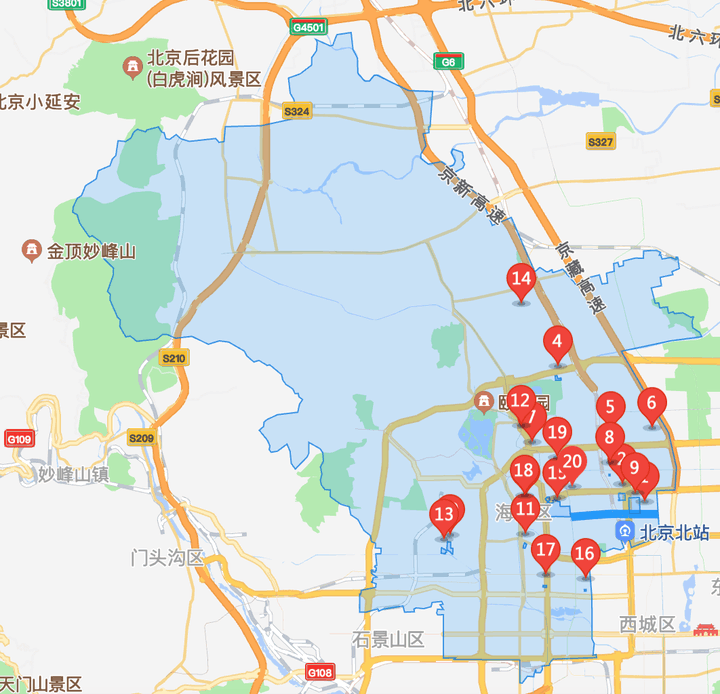 S3801
G4501
北六环
北六环
G6
北京后花园
(白虎涧)风景区
北京小延安
S324
S327
京新高速
京藏高速
金顶妙峰山
14
景区
4
S210
12
颐
园
5
6
G109
S209
19
8
妙峰山镇
18
20
9
13
11
海
区
北京北站
门头沟区
17
16
西城区
石景山区
G108
天门山景区